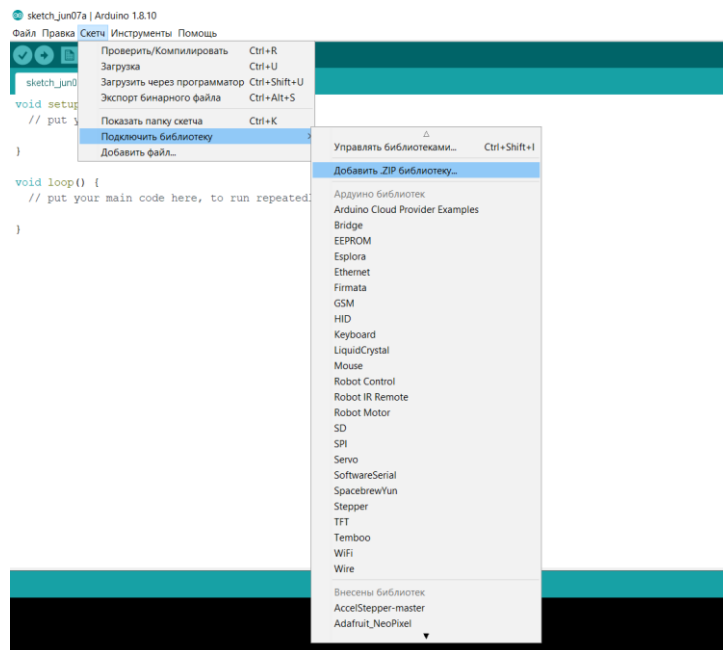 sketch_jun07a | Arduino 1.8.10
Файл Правка Скетч Инструменты Помощь
Проверить/Компилировать Ctrl+R
Загрузка Ctrl+U
Загрузить через программатор Ctrl+Shift+U
Экспорт бинарного файла Ctrl+Alt+S
Показать папку скетча Ctrl+K
Подключить библиотеку
Добавить файл...
sketch_jun0
void setup
// put y
}
void loop() {
// put your main code here, to run repeatedl
}
Управлять библиотеками... Ctrl+Shift+I
Добавить .ZIP библиотеку...
Ардуино библиотек
Arduino Cloud Provider Examples
Bridge
EEPROM
Esplora
Ethernet
Firmata
GSM
HID
Keyboard
LiquidCrystal
Mouse
Robot Control
Robot IR Remote
Robot Motor
SD
SPI
Servo
SoftwareSerial
SpacebrewYun
Stepper
TFT
Temboo
WiFi
Wire
Внесены библиотек
AccelStepper-master
Adafruit_NeoPixel